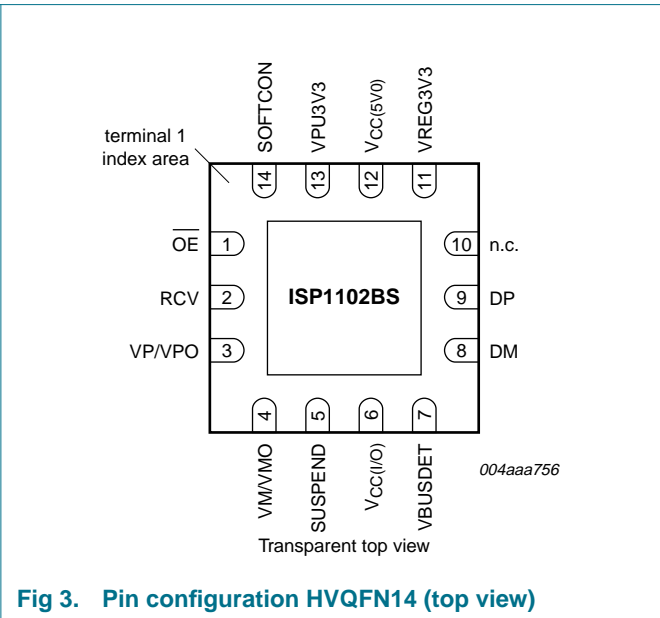 SOFTCON
VPU3V3
VCC(5V0)
VREG3V3
terminal 1
index area
14
13
12
11
OE
1
10
n.c.
RCV
2
ISP1102BS
9
DP
VP/VPO
3
8
DM
4
5
6
7
VM/VMO
SUSPEND
VCC(I/O)
VBUSDET
004aaa756
Transparent top view
Fig 3. Pin configuration HVQFN14 (top view)